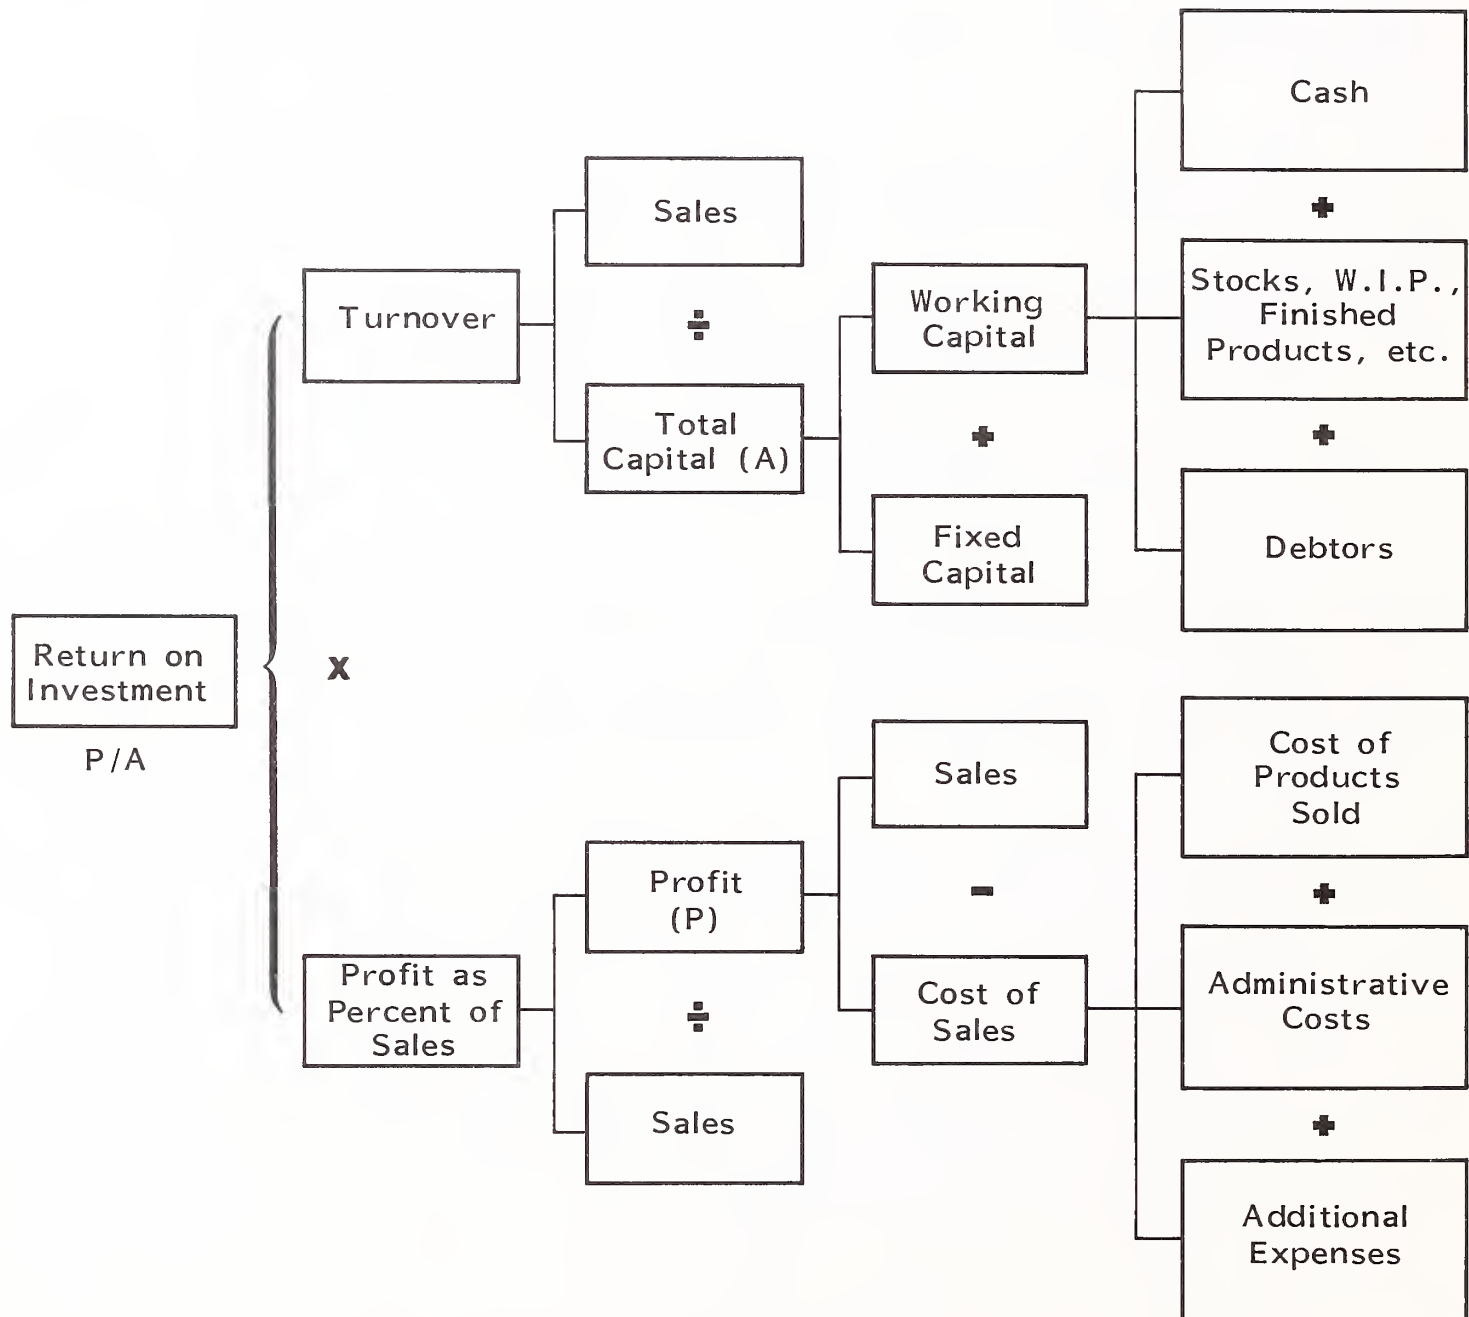 Return on
Investment
P/A
x
Turnover
Sales
÷
Total
Capital (A)
Working
Capital
+
Fixed
Capital
Cash
+
Stocks, W.I.P.,
Finished
Products, etc.
+
Debtors
Profit as
Percent of
Sales
Profit
(P)
÷
Sales
Sales
-
Cost of
Sales
Cost of
Products
Sold
+
Administrative
Costs
+
Additional
Expenses